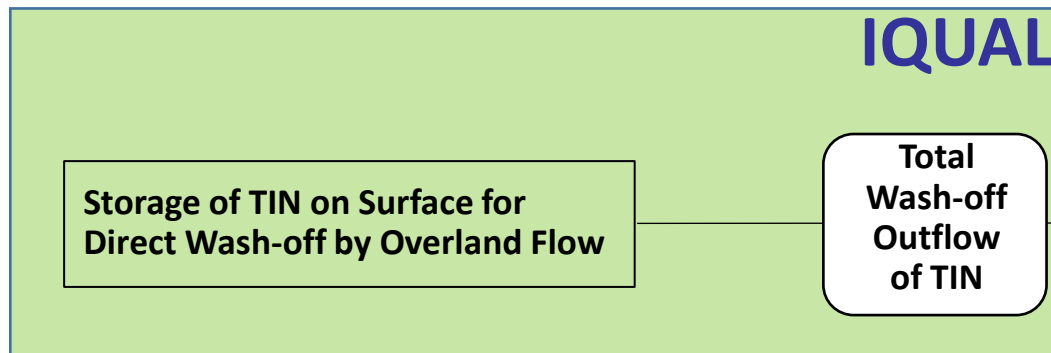 IQUAL
Storage of TIN on Surface for
Direct Wash-off by Overland Flow
Total
Wash-off
Outflow
of TIN